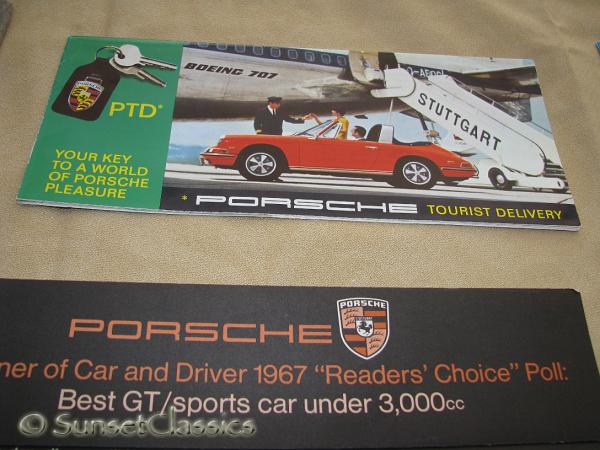 BOEING 707
STUTTGART
PTD*
YOUR KEY
TO A WORLD
OF PORSCHE
PLEASURE
* PORSCHE TOURIST DELIVERY
PORSCHE
PORSCHE
ner of Car and Driver 1967 “Readers’ Choice” Poll:
Best GT/sports car under 3,000cc
© SunsetClassics